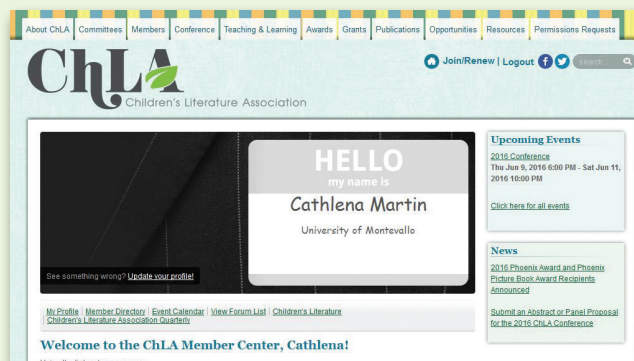 About ChLA Committees Members Conference Teaching & Learning Awards Grants Publications Opportunities Resources Permissions Requests
ChLA
Children's Literature Association
Join/Renew | Logout search...
HELLO
my name is
Cathlena Martin
University of Montevallo
See something wrong? Update your profile!
Upcoming Events
2016 Conference
Thu Jun 9, 2016 6:00 PM - Sat Jun 11,
2016 10:00 PM
Click here for all events
News
2016 Phoenix Award and Phoenix
Picture Book Award Recipients
Announced
Submit an Abstract or Panel Proposal
for the 2016 ChLA Conference
My Profile | Member Directory | Event Calendar | View Forum List | Children's Literature
Children's Literature Association Quarterly
Welcome to the ChLA Member Center, Cathlena!